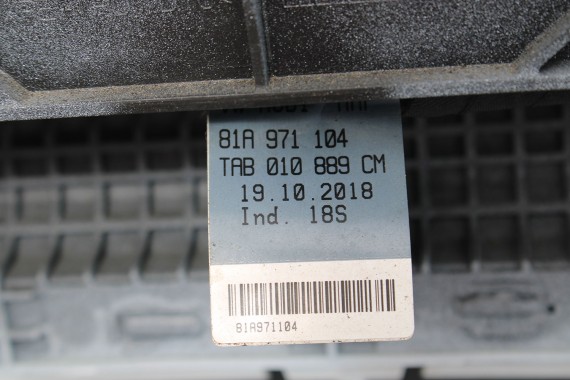 81A 971 104
TAB 010 889 CM
19.10.2018
Ind. 18S
81A971104